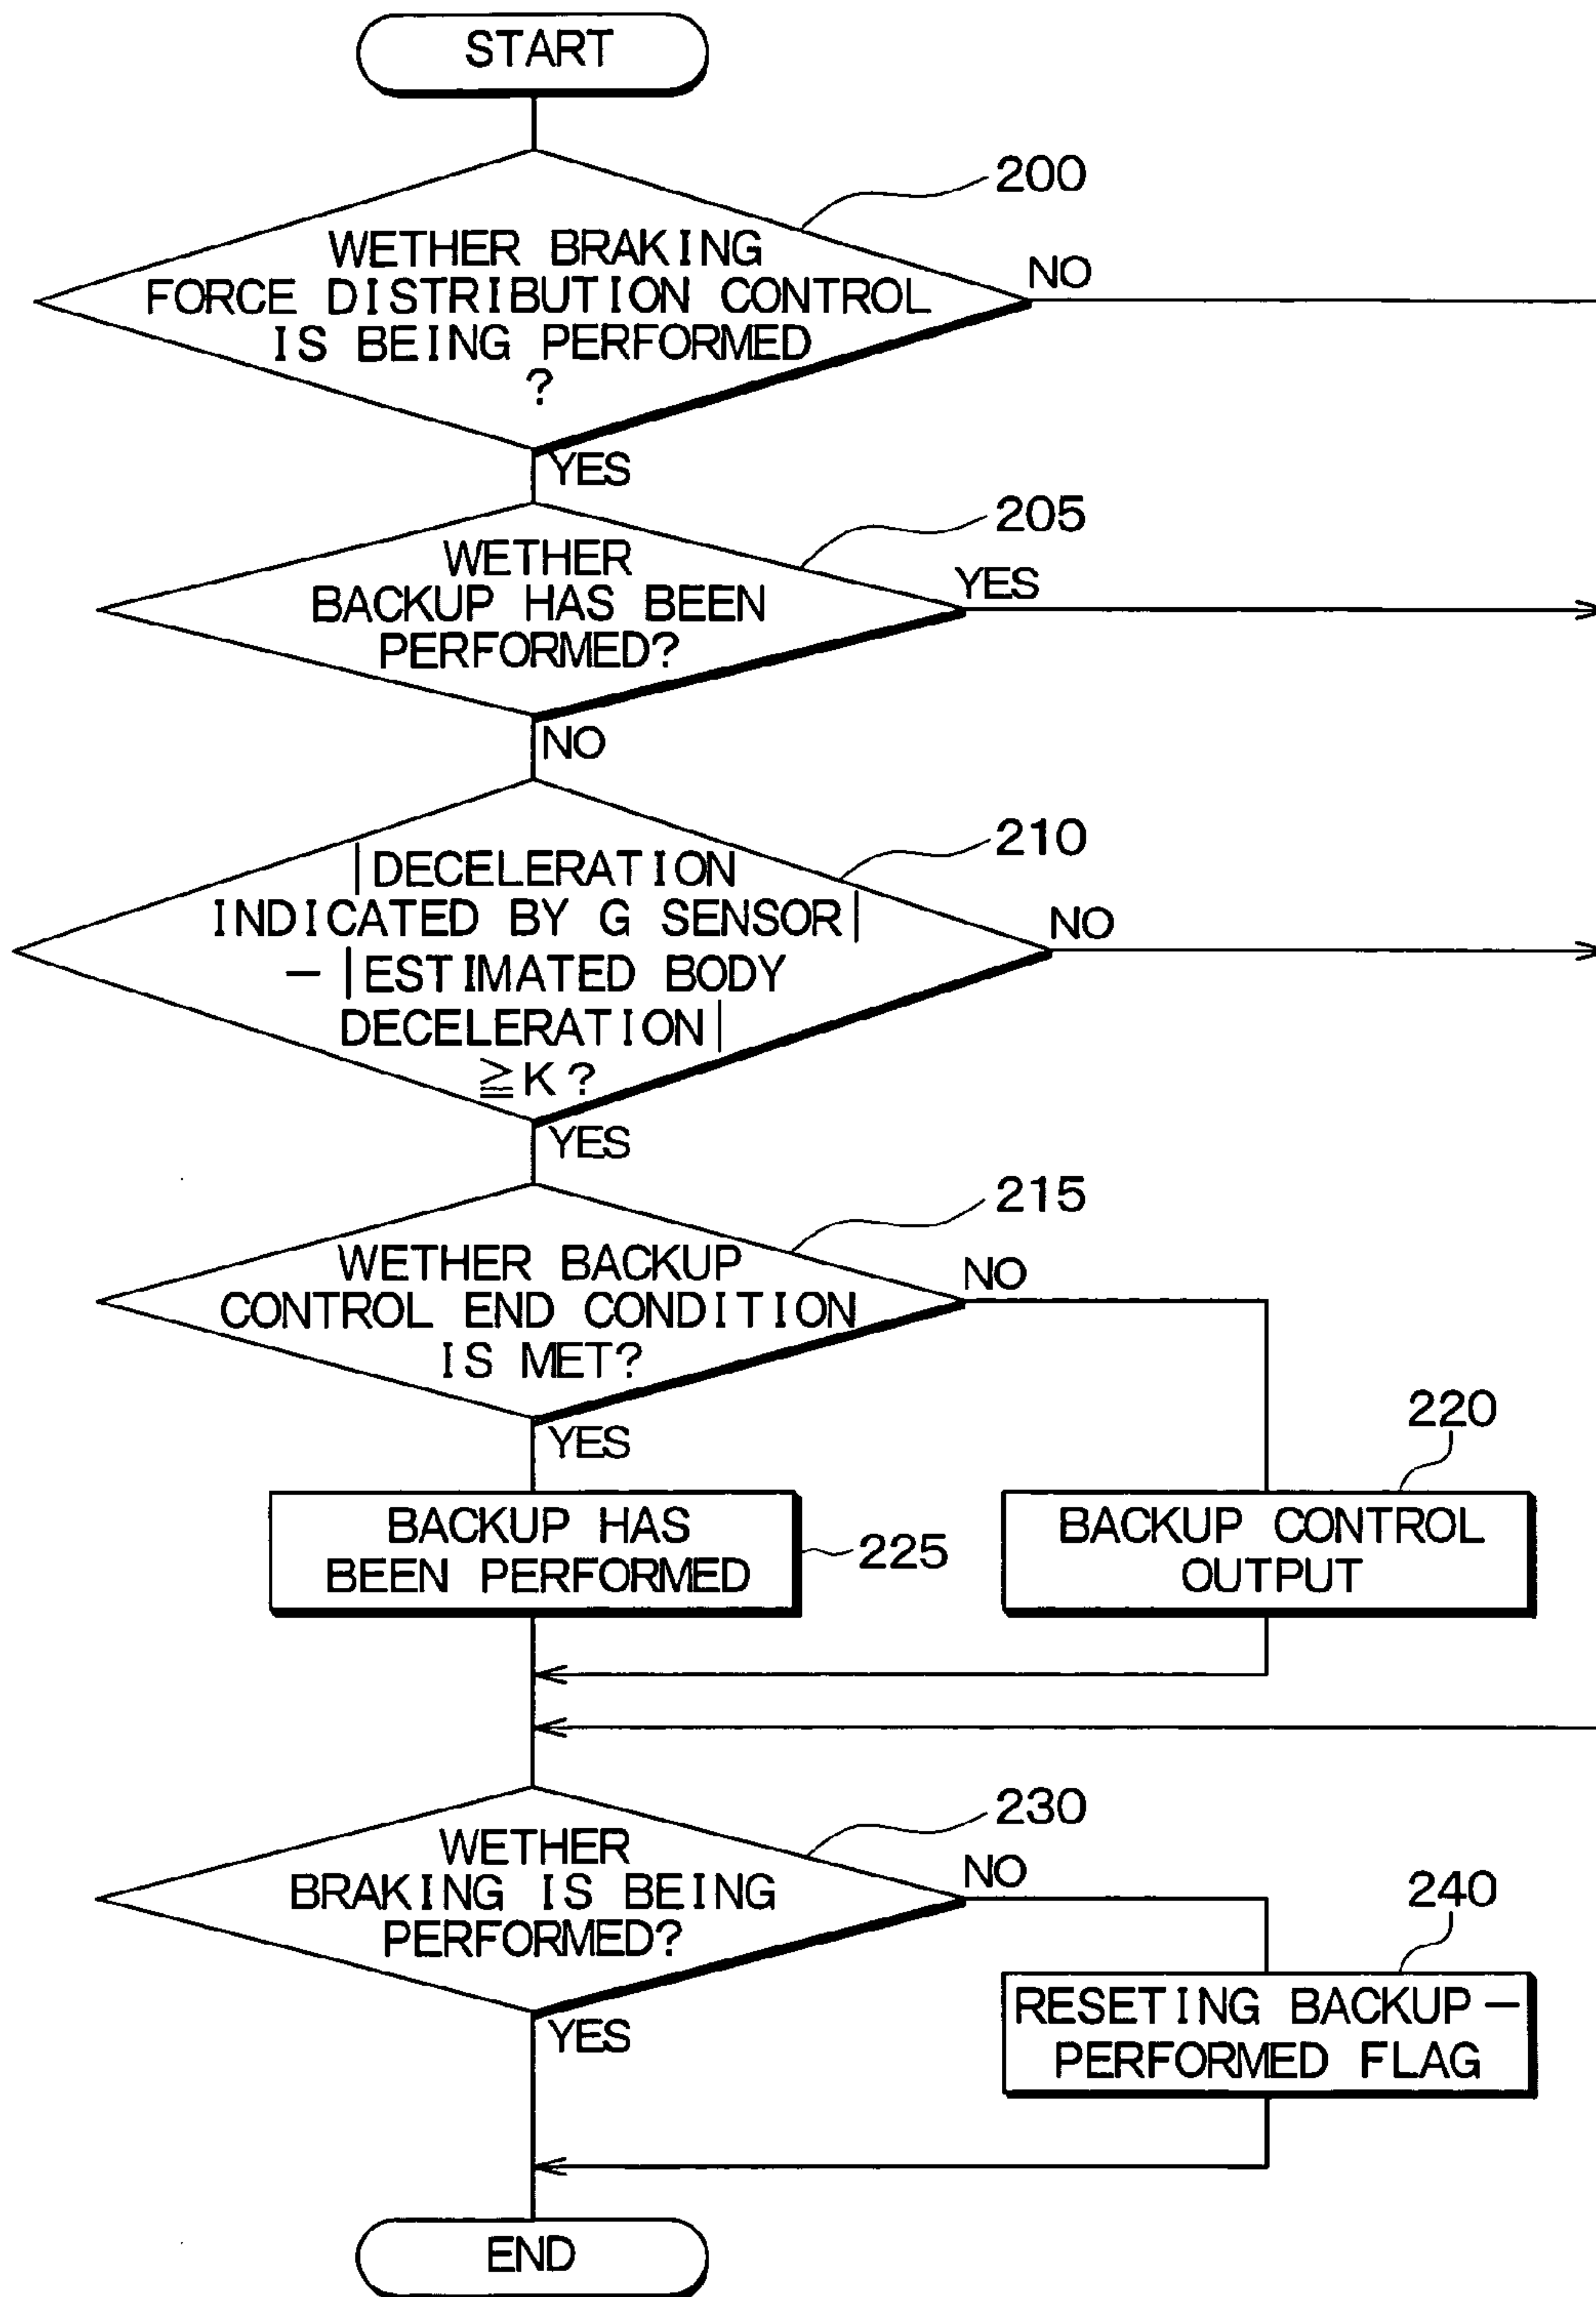 START
200
WETHER BRAKING
FORCE DISTRIBUTION CONTROL
IS BEING PERFORMED
?
NO
YES
205
WETHER
BACKUP HAS BEEN
PERFORMED?
YES
NO
210
|DECELERATION
INDICATED BY G SENSOR|
− |ESTIMATED BODY
DECELERATION|
≧K?
NO
YES
215
WETHER BACKUP
CONTROL END CONDITION
IS MET?
NO
YES
220
BACKUP HAS
BEEN PERFORMED
225
BACKUP CONTROL
OUTPUT
230
WETHER
BRAKING IS BEING
PERFORMED?
NO
YES
240
RESETING BACKUP−
PERFORMED FLAG
END